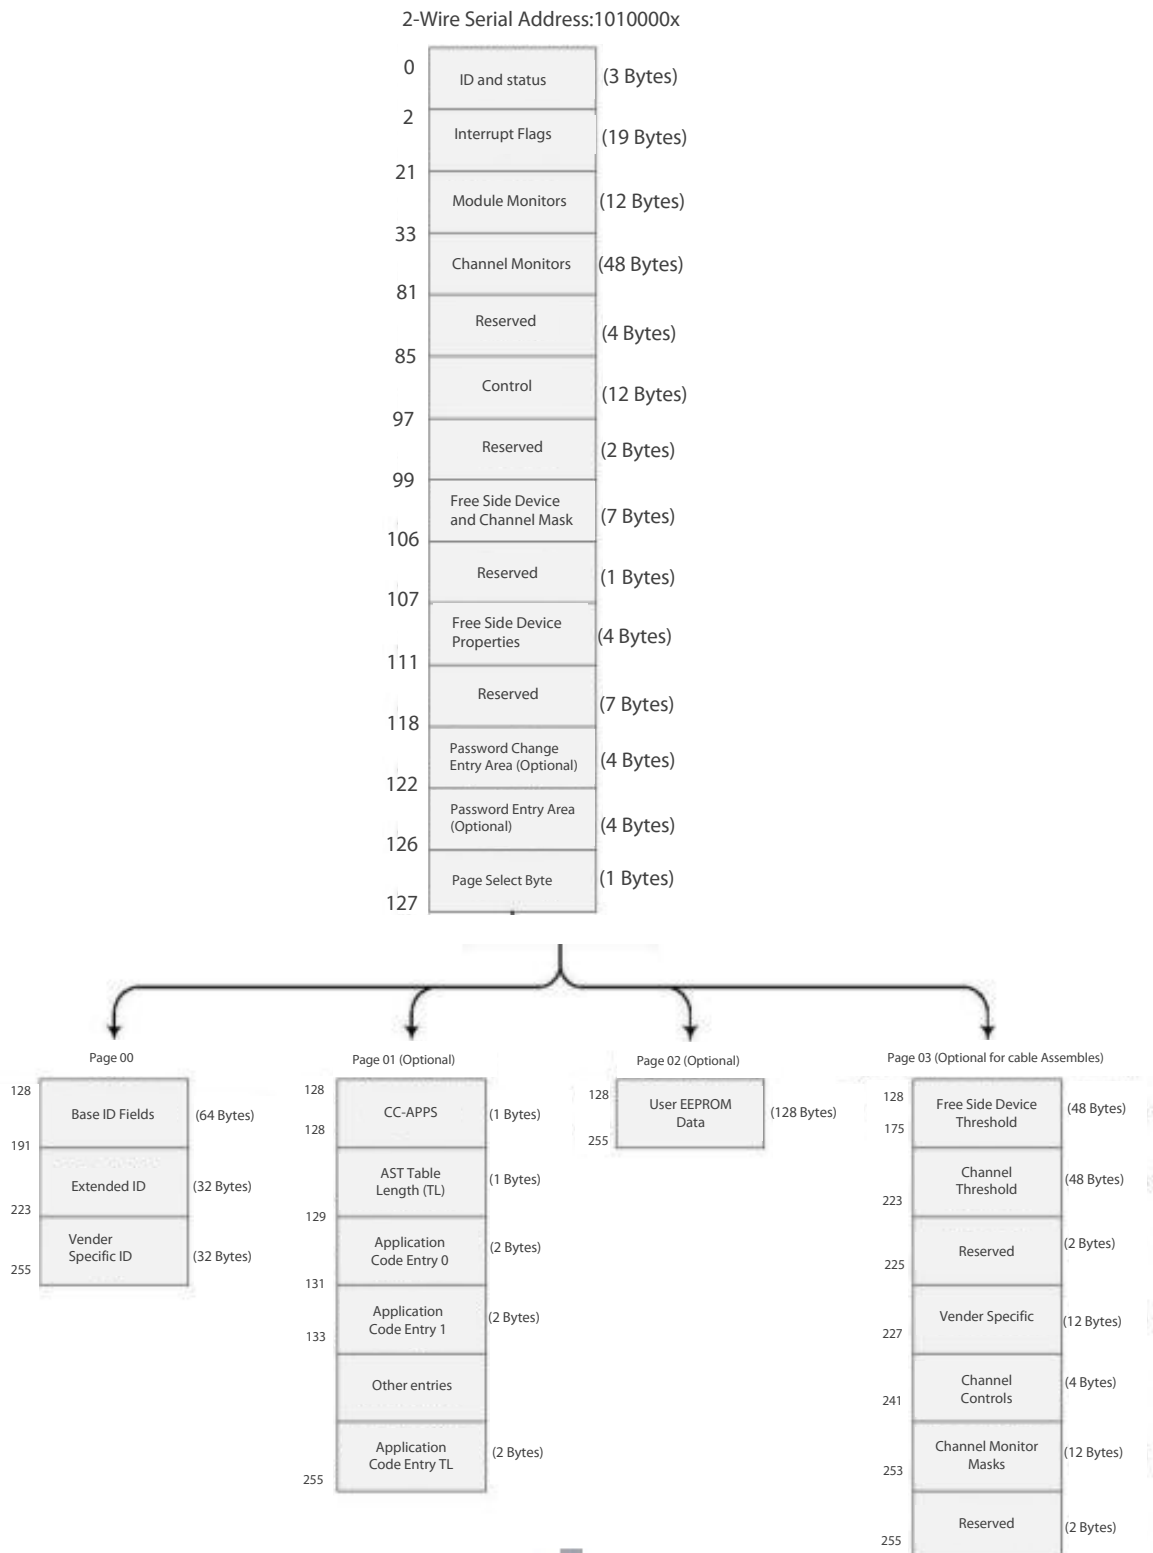 2-Wire Serial Address:1010000x
0
ID and status
(3 Bytes)
2
Interrupt Flags
(19 Bytes)
21
Module Monitors
(12 Bytes)
33
Channel Monitors
(48 Bytes)
81
Reserved
(4 Bytes)
85
Control
(12 Bytes)
97
Reserved
(2 Bytes)
99
Free Side Device
and Channel Mask
(7 Bytes)
106
Reserved
(1 Bytes)
107
Free Side Device
Properties
(4 Bytes)
111
Reserved
(7 Bytes)
118
Password Change
Entry Area (Optional)
(4 Bytes)
122
Password Entry Area
(Optional)
(4 Bytes)
126
Page Select Byte
(1 Bytes)
127
Page 00
128
Base ID Fields
(64 Bytes)
191
Extended ID
(32 Bytes)
223
Vender
Specific ID
(32 Bytes)
255
Page 01 (Optional)
128
CC-APPS
(1 Bytes)
128
AST Table
Length (TL)
(1 Bytes)
129
Application
Code Entry 0
(2 Bytes)
131
Application
Code Entry 1
(2 Bytes)
133
Other entries
Application
Code Entry TL
(2 Bytes)
255
Page 02 (Optional)
128
User EEPROM
Data
(128 Bytes)
255
Page 03 (Optional for cable Assembles)
128
Free Side Device
Threshold
(48 Bytes)
175
Channel
Threshold
(48 Bytes)
223
Reserved
(2 Bytes)
225
Vender Specific
(12 Bytes)
227
Channel
Controls
(4 Bytes)
241
Channel Monitor
Masks
(12 Bytes)
253
Reserved
(2 Bytes)
255